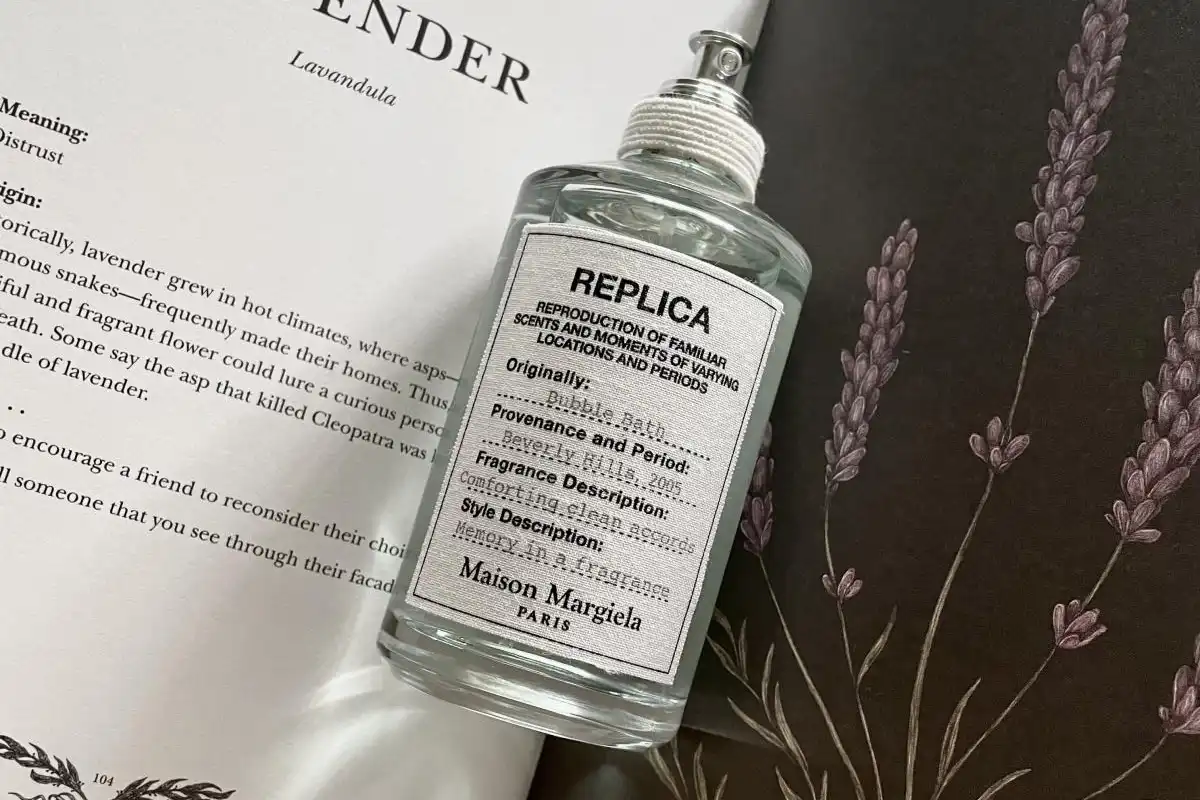 ENDER
Lavandula
Meaning:
Distrust
igin:
torically, lavender grew in hot climates, where asps—
mous snakes—frequently made their homes. Thus
iful and fragrant flower could lure a curious perso
eath. Some say the asp that killed Cleopatra was
dle of lavender.
o encourage a friend to reconsider their choi
ll someone that you see through their facad
104
REPLICA
REPRODUCTION OF FAMILIAR
SCENTS AND MOMENTS OF VARYING
LOCATIONS AND PERIODS
Originally:
Bubble Bath
Provenance and Period:
Beverly Hills, 2005
Fragrance Description:
Comforting clean accords
Style Description:
Memory in a fragrance
Maison Margiela
PARIS